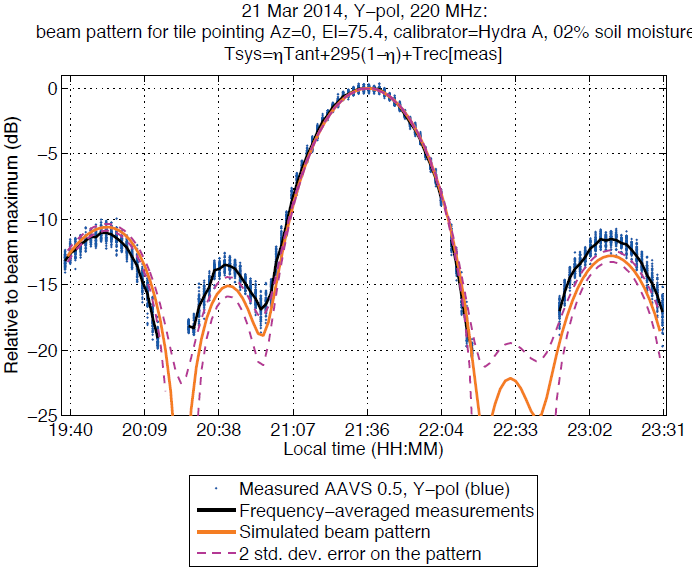 21 Mar 2014, Y−pol, 220 MHz:
beam pattern for tile pointing Az=0, El=75.4, calibrator=Hydra A, 02% soil moisture
Tsys=ηTant+295(1−η)+Trec[meas]
Relative to beam maximum (dB)
0
−5
−10
−15
−20
−25
19:40 20:09 20:38 21:07 21:36 22:04 22:33 23:02 23:31
Local time (HH:MM)
Measured AAVS 0.5, Y−pol (blue)
Frequency−averaged measurements
Simulated beam pattern
2 std. dev. error on the pattern